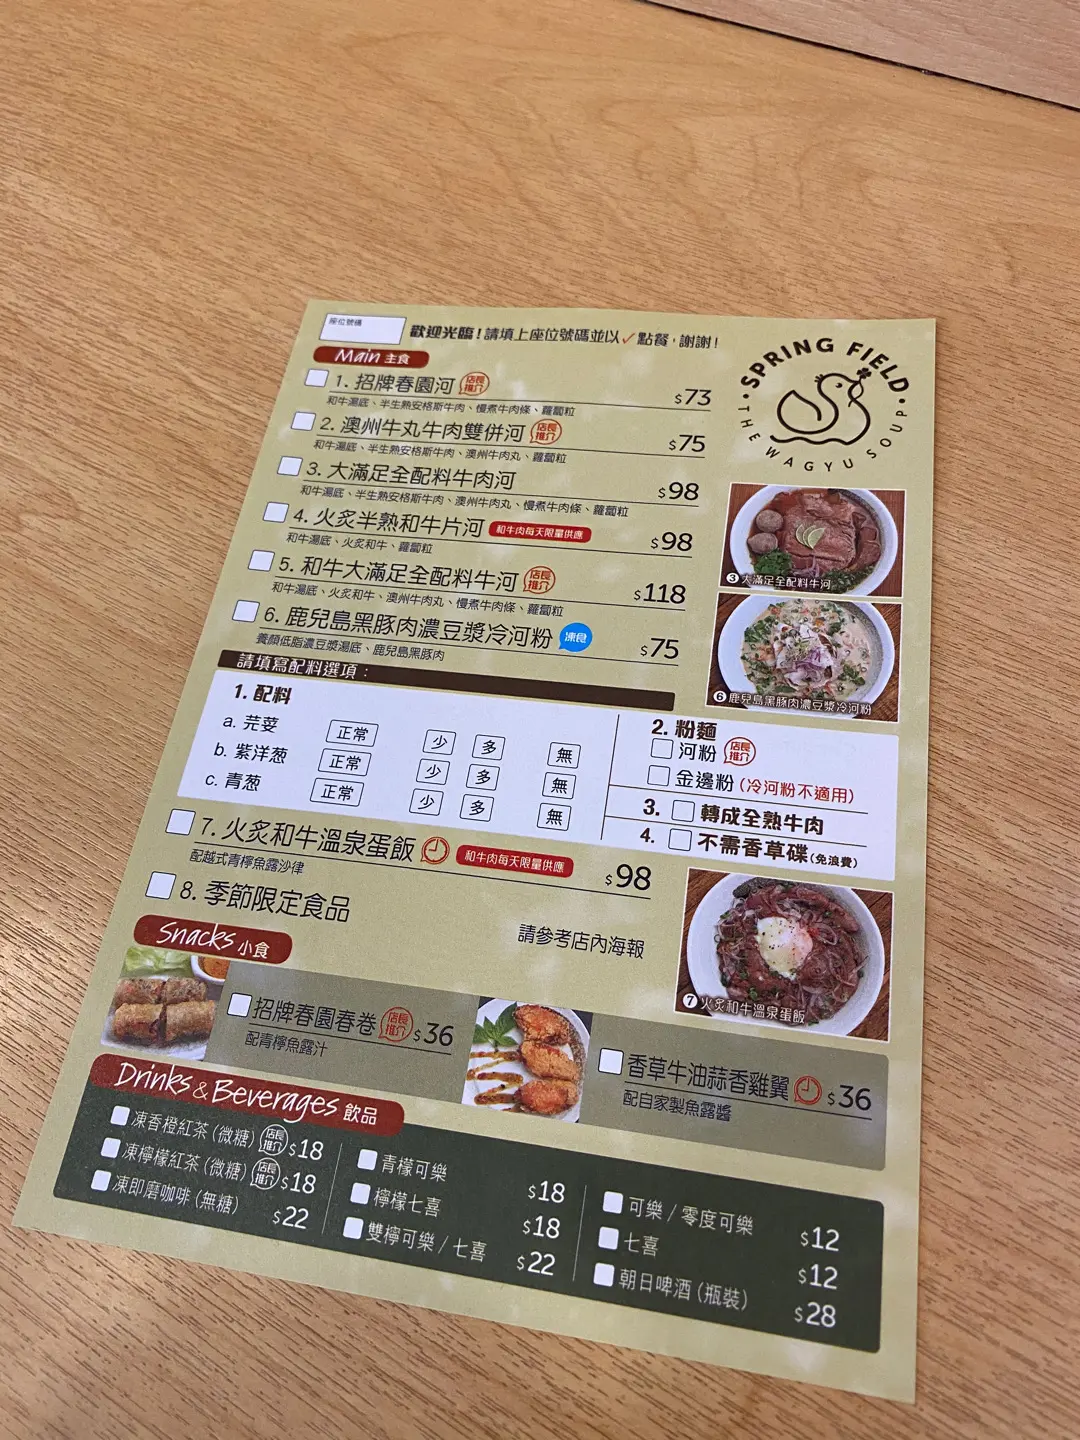 座位號碼
歡迎光臨！請填上座位號碼並以✓點餐，謝謝！
SPRING FIELD
THE WAGYU SOUP
Main 主食
1. 招牌春園河 店長推介 $73
和牛湯底、半生熟安格斯牛肉、慢煮牛肉條、蘿蔔粒
2. 澳州牛丸牛肉雙併河 店長推介 $75
和牛湯底、半生熟安格斯牛肉、澳州牛肉丸、蘿蔔粒
3. 大滿足全配料牛肉河 $98
和牛湯底、半生熟安格斯牛肉、澳州牛肉丸、慢煮牛肉條、蘿蔔粒
4. 火炙半熟和牛片河 和牛肉每天限量供應 $98
和牛湯底、火炙和牛、蘿蔔粒
5. 和牛大滿足全配料牛河 店長推介 $118
和牛湯底、火炙和牛、澳州牛肉丸、慢煮牛肉條、蘿蔔粒
6. 鹿兒島黑豚肉濃豆漿冷河粉 凍食 $75
養顏低脂濃豆漿湯底、鹿兒島黑豚肉
3 大滿足全配料牛河
6 鹿兒島黑豚肉濃豆漿冷河粉
請填寫配料選項：
1. 配料
a. 芫荽 正常 少 多 無
b. 紫洋葱 正常 少 多 無
c. 青葱 正常 少 多 無
2. 粉麵
河粉 店長推介
金邊粉 (冷河粉不適用)
3. 轉成全熟牛肉
4. 不需香草碟 (免浪費)
7. 火炙和牛溫泉蛋飯 和牛肉每天限量供應 $98
配越式青檸魚露沙律
8. 季節限定食品 請參考店內海報
7 火炙和牛溫泉蛋飯
Snacks 小食
招牌春園春卷 店長推介 $36
配青檸魚露汁
香草牛油蒜香雞翼 $36
配自家製魚露醬
Drinks & Beverages 飲品
凍香橙紅茶 (微糖) 店長推介 $18
凍檸檬紅茶 (微糖) 店長推介 $18
凍即磨咖啡 (無糖) $22
青檬可樂 $18
檸檬七喜 $18
雙檸可樂 / 七喜 $22
可樂 / 零度可樂 $12
七喜 $12
朝日啤酒 (瓶裝) $28